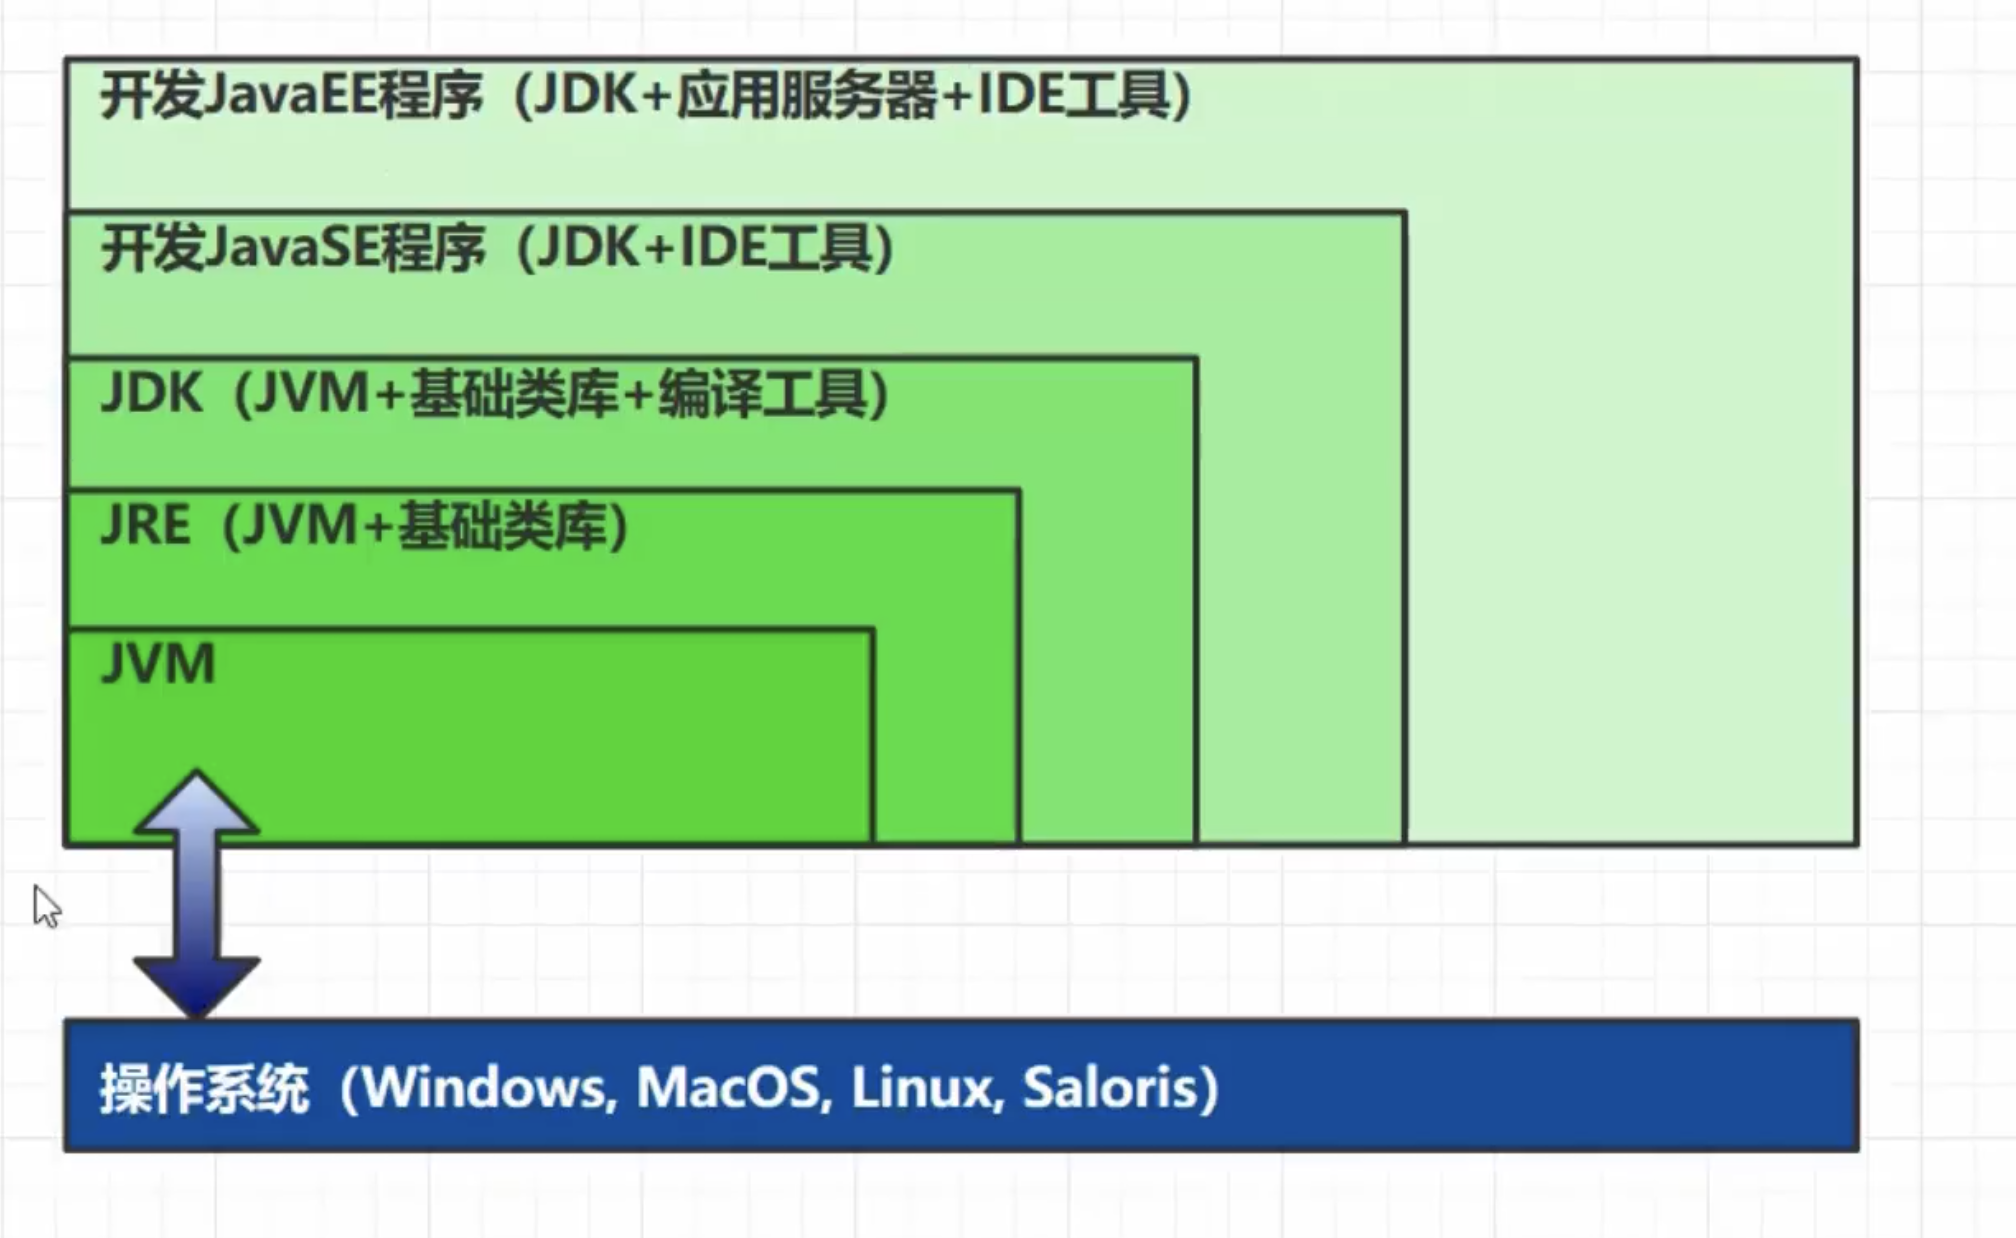 开发JavaEE程序（JDK+应用服务器+IDE工具）
开发JavaSE程序（JDK+IDE工具）
JDK（JVM+基础类库+编译工具）
JRE（JVM+基础类库）
JVM
操作系统（Windows, MacOS, Linux, Saloris）